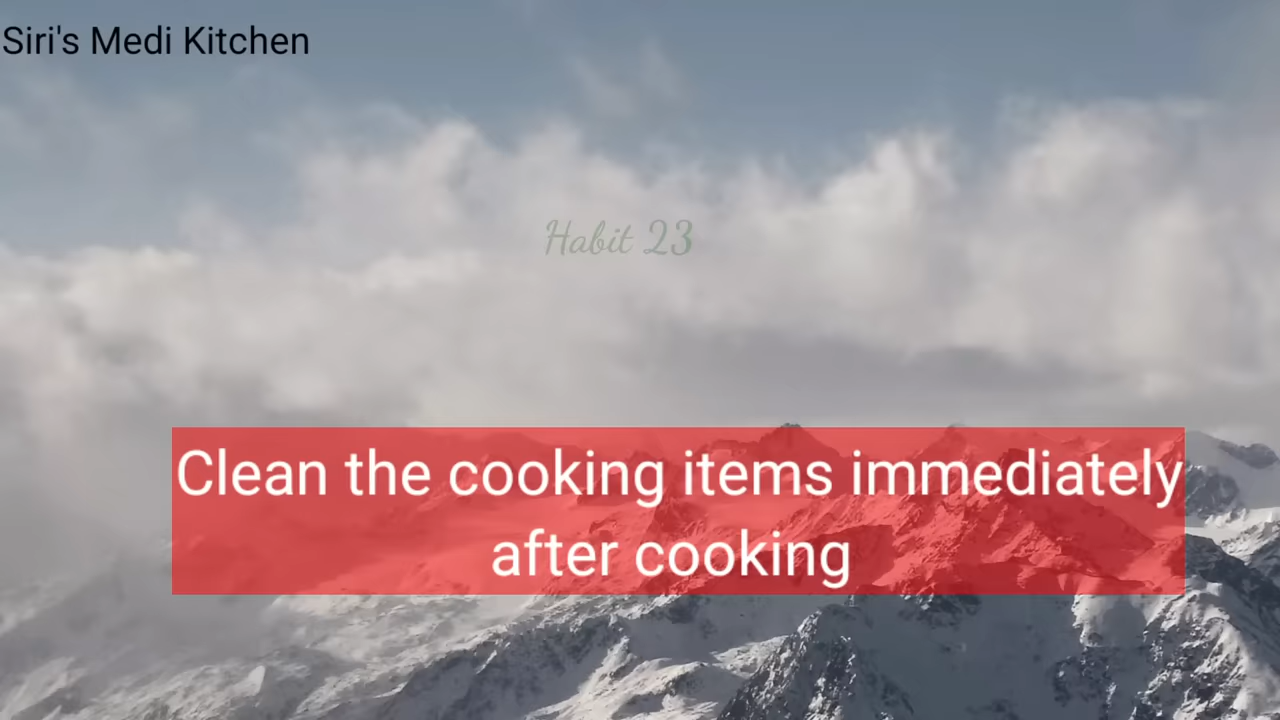 Siri's Medi Kitchen
Habit 23
Clean the cooking items immediately
after cooking